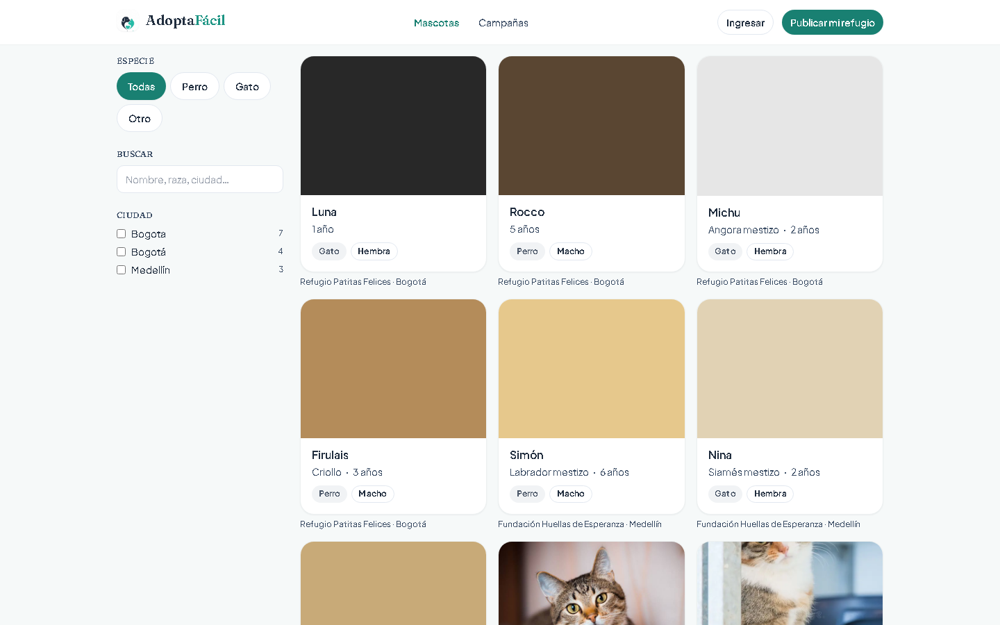 AdoptaFácil
Mascotas
Campañas
Ingresar
Publicar mi refugio
ESPECIE
Todas
Perro
Gato
Otro
BUSCAR
Nombre, raza, ciudad...
CIUDAD
Bogota 7
Bogotá 4
Medellín 3
Luna
1 año
Gato
Hembra
Refugio Patitas Felices · Bogotá
Rocco
5 años
Perro
Macho
Refugio Patitas Felices · Bogotá
Michu
Angora mestizo · 2 años
Gato
Hembra
Refugio Patitas Felices · Bogotá
Firulais
Criollo · 3 años
Perro
Macho
Refugio Patitas Felices · Bogotá
Simón
Labrador mestizo · 6 años
Perro
Macho
Fundación Huellas de Esperanza · Medellín
Nina
Siamés mestizo · 2 años
Gato
Hembra
Fundación Huellas de Esperanza · Medellín